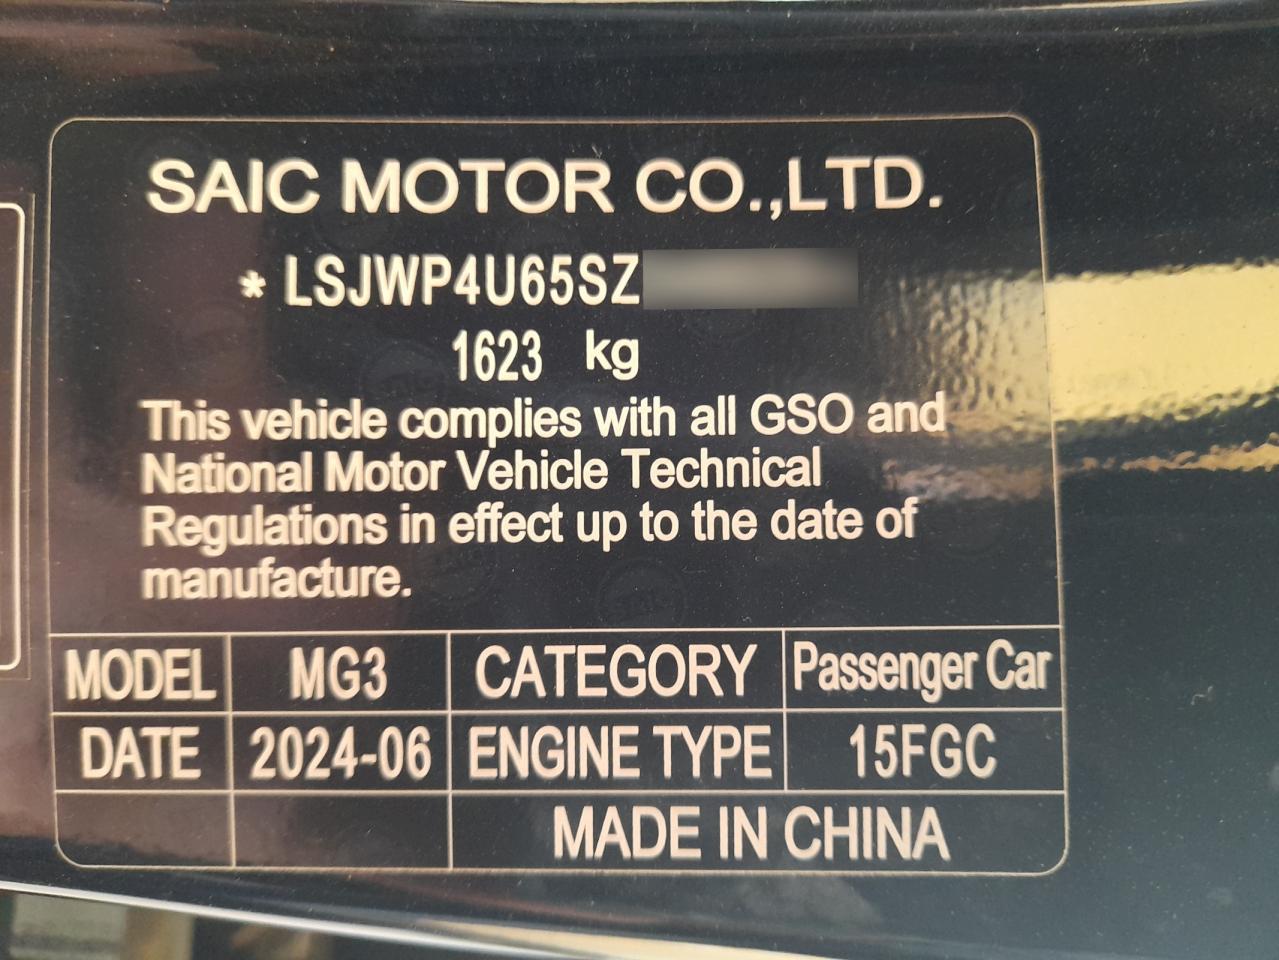 SAIC MOTOR CO.,LTD.
* LSJWP4U65SZ
1623 kg
This vehicle complies with all GSO and
National Motor Vehicle Technical
Regulations in effect up to the date of
manufacture.
MODEL MG3 CATEGORY Passenger Car
DATE 2024-06 ENGINE TYPE 15FGC
MADE IN CHINA